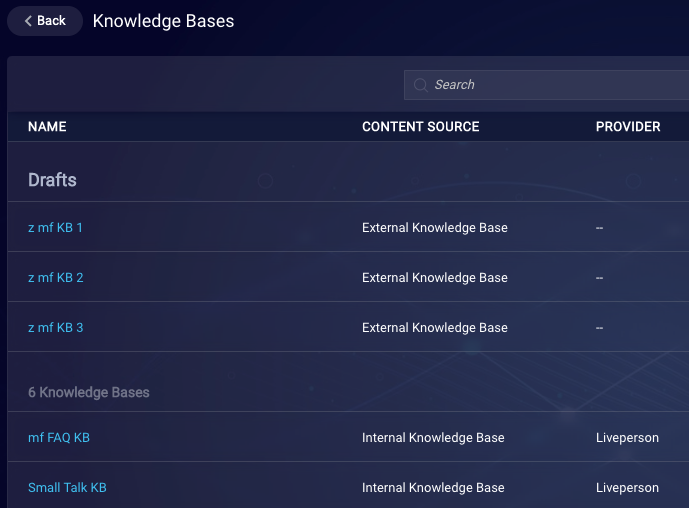 Back Knowledge Bases
Search
NAME CONTENT SOURCE PROVIDER
Drafts
z mf KB 1 External Knowledge Base --
z mf KB 2 External Knowledge Base --
z mf KB 3 External Knowledge Base --
6 Knowledge Bases
mf FAQ KB Internal Knowledge Base Liveperson
Small Talk KB Internal Knowledge Base Liveperson